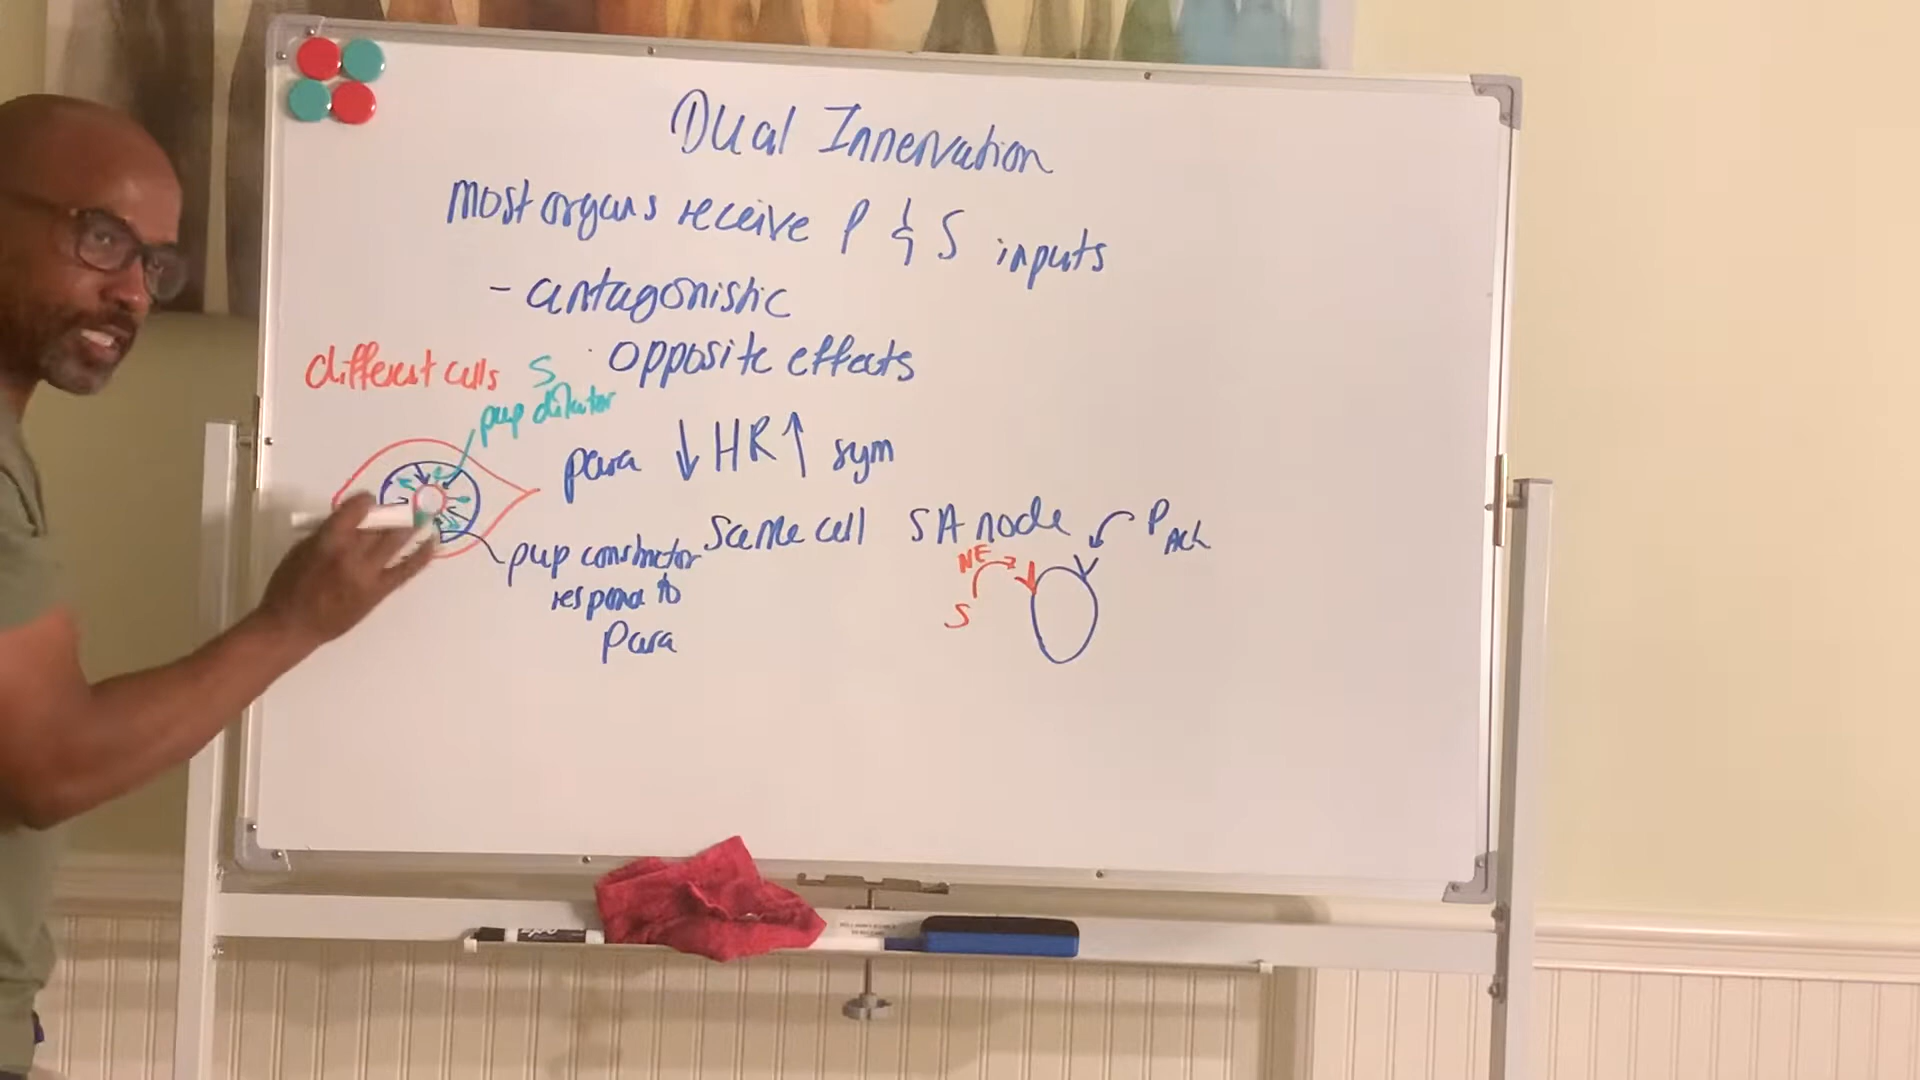 Dual Innervation
most organs receive P & S inputs
- antagonistic
different cells S · opposite effects
pup dilator
para ↓ HR ↑ sym
same cell SA node P ACh
pup constrictor NE
respond to S
Para